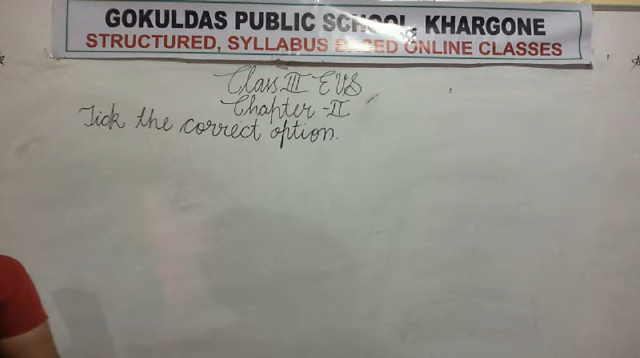 GOKULDAS PUBLIC SCHOOL, KHARGONE
STRUCTURED, SYLLABUS BASED ONLINE CLASSES
Class III EVS
Chapter-II
Tick the correct option.